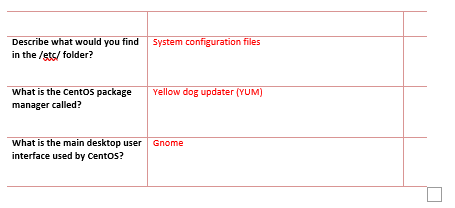 Describe what would you find System configuration files
in the /etc/ folder?
What is the CentOS package Yellow dog updater (YUM)
manager called?
What is the main desktop user Gnome
interface used by CentOS?